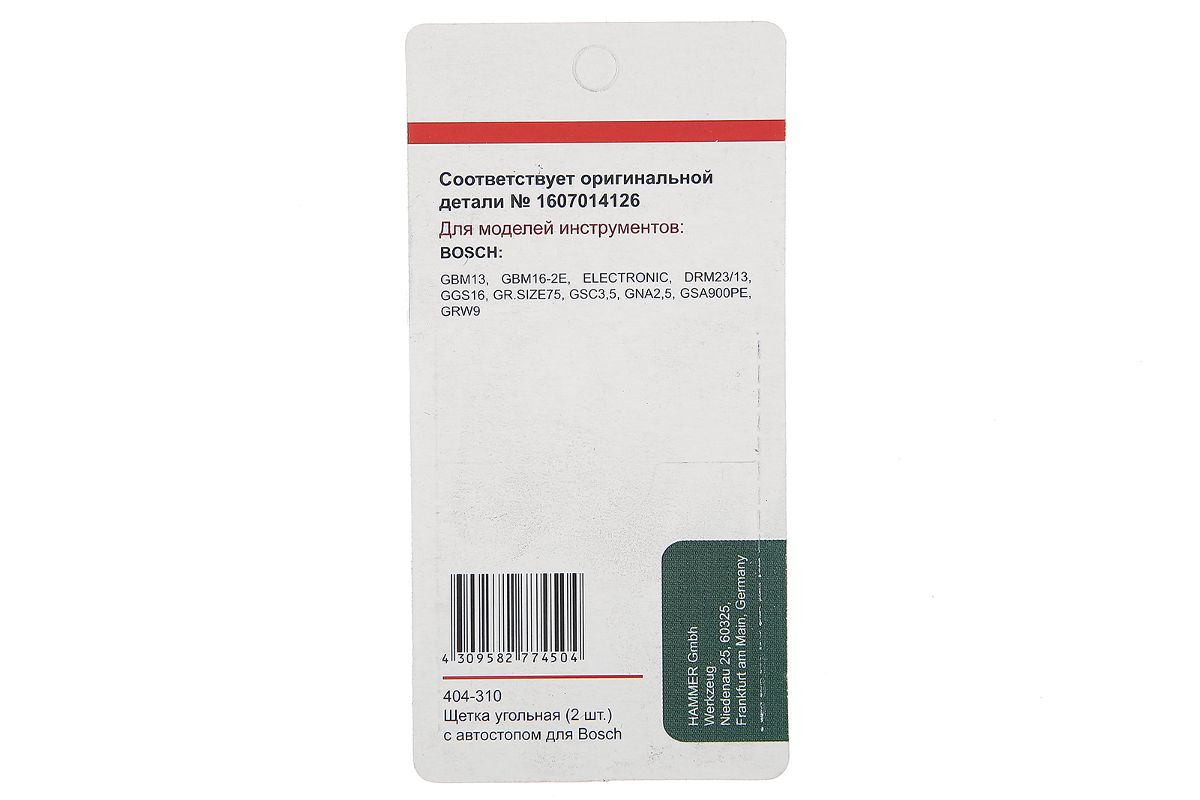 Соответствует оригинальной
детали № 1607014126
Для моделей инструментов:
BOSCH:
GBM13, GBM16-2E, ELECTRONIC, DRM23/13,
GGS16, GR.SIZE75, GSC3,5, GNA2,5, GSA900PE,
GRW9
4 309582 774504
404-310
Щетка угольная (2 шт.)
с автостопом для Bosch
HAMMER Gmbh
Werkzeug
Niedenau 25, 60325,
Frankfurt am Main, Germany